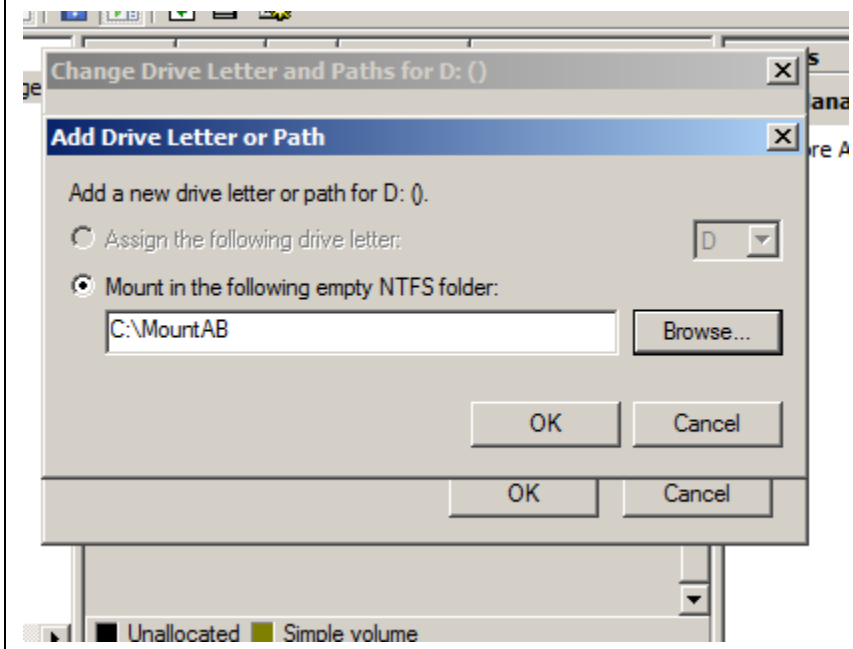 Change Drive Letter and Paths for D: ()
Add Drive Letter or Path
Add a new drive letter or path for D: ().
Assign the following drive letter:
D
Mount in the following empty NTFS folder:
C:\MountAB
Browse...
OK Cancel
OK Cancel
Unallocated Simple volume